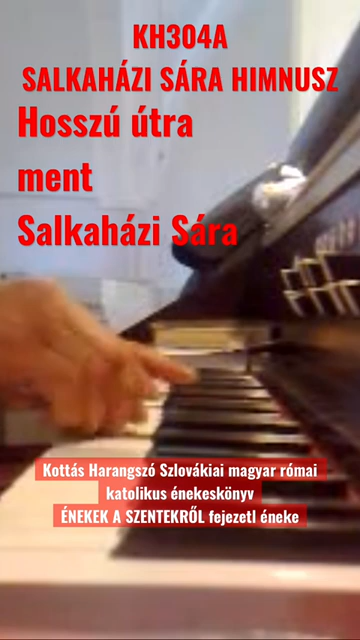 KH304A
SALKAHÁZI SÁRA HIMNUSZ
Hosszú útra
ment
Salkaházi Sára
Kottás Harangszó Szlovákiai magyar római
katolikus énekeskönyv
ÉNEKEK A SZENTEKRŐL fejezetl éneke